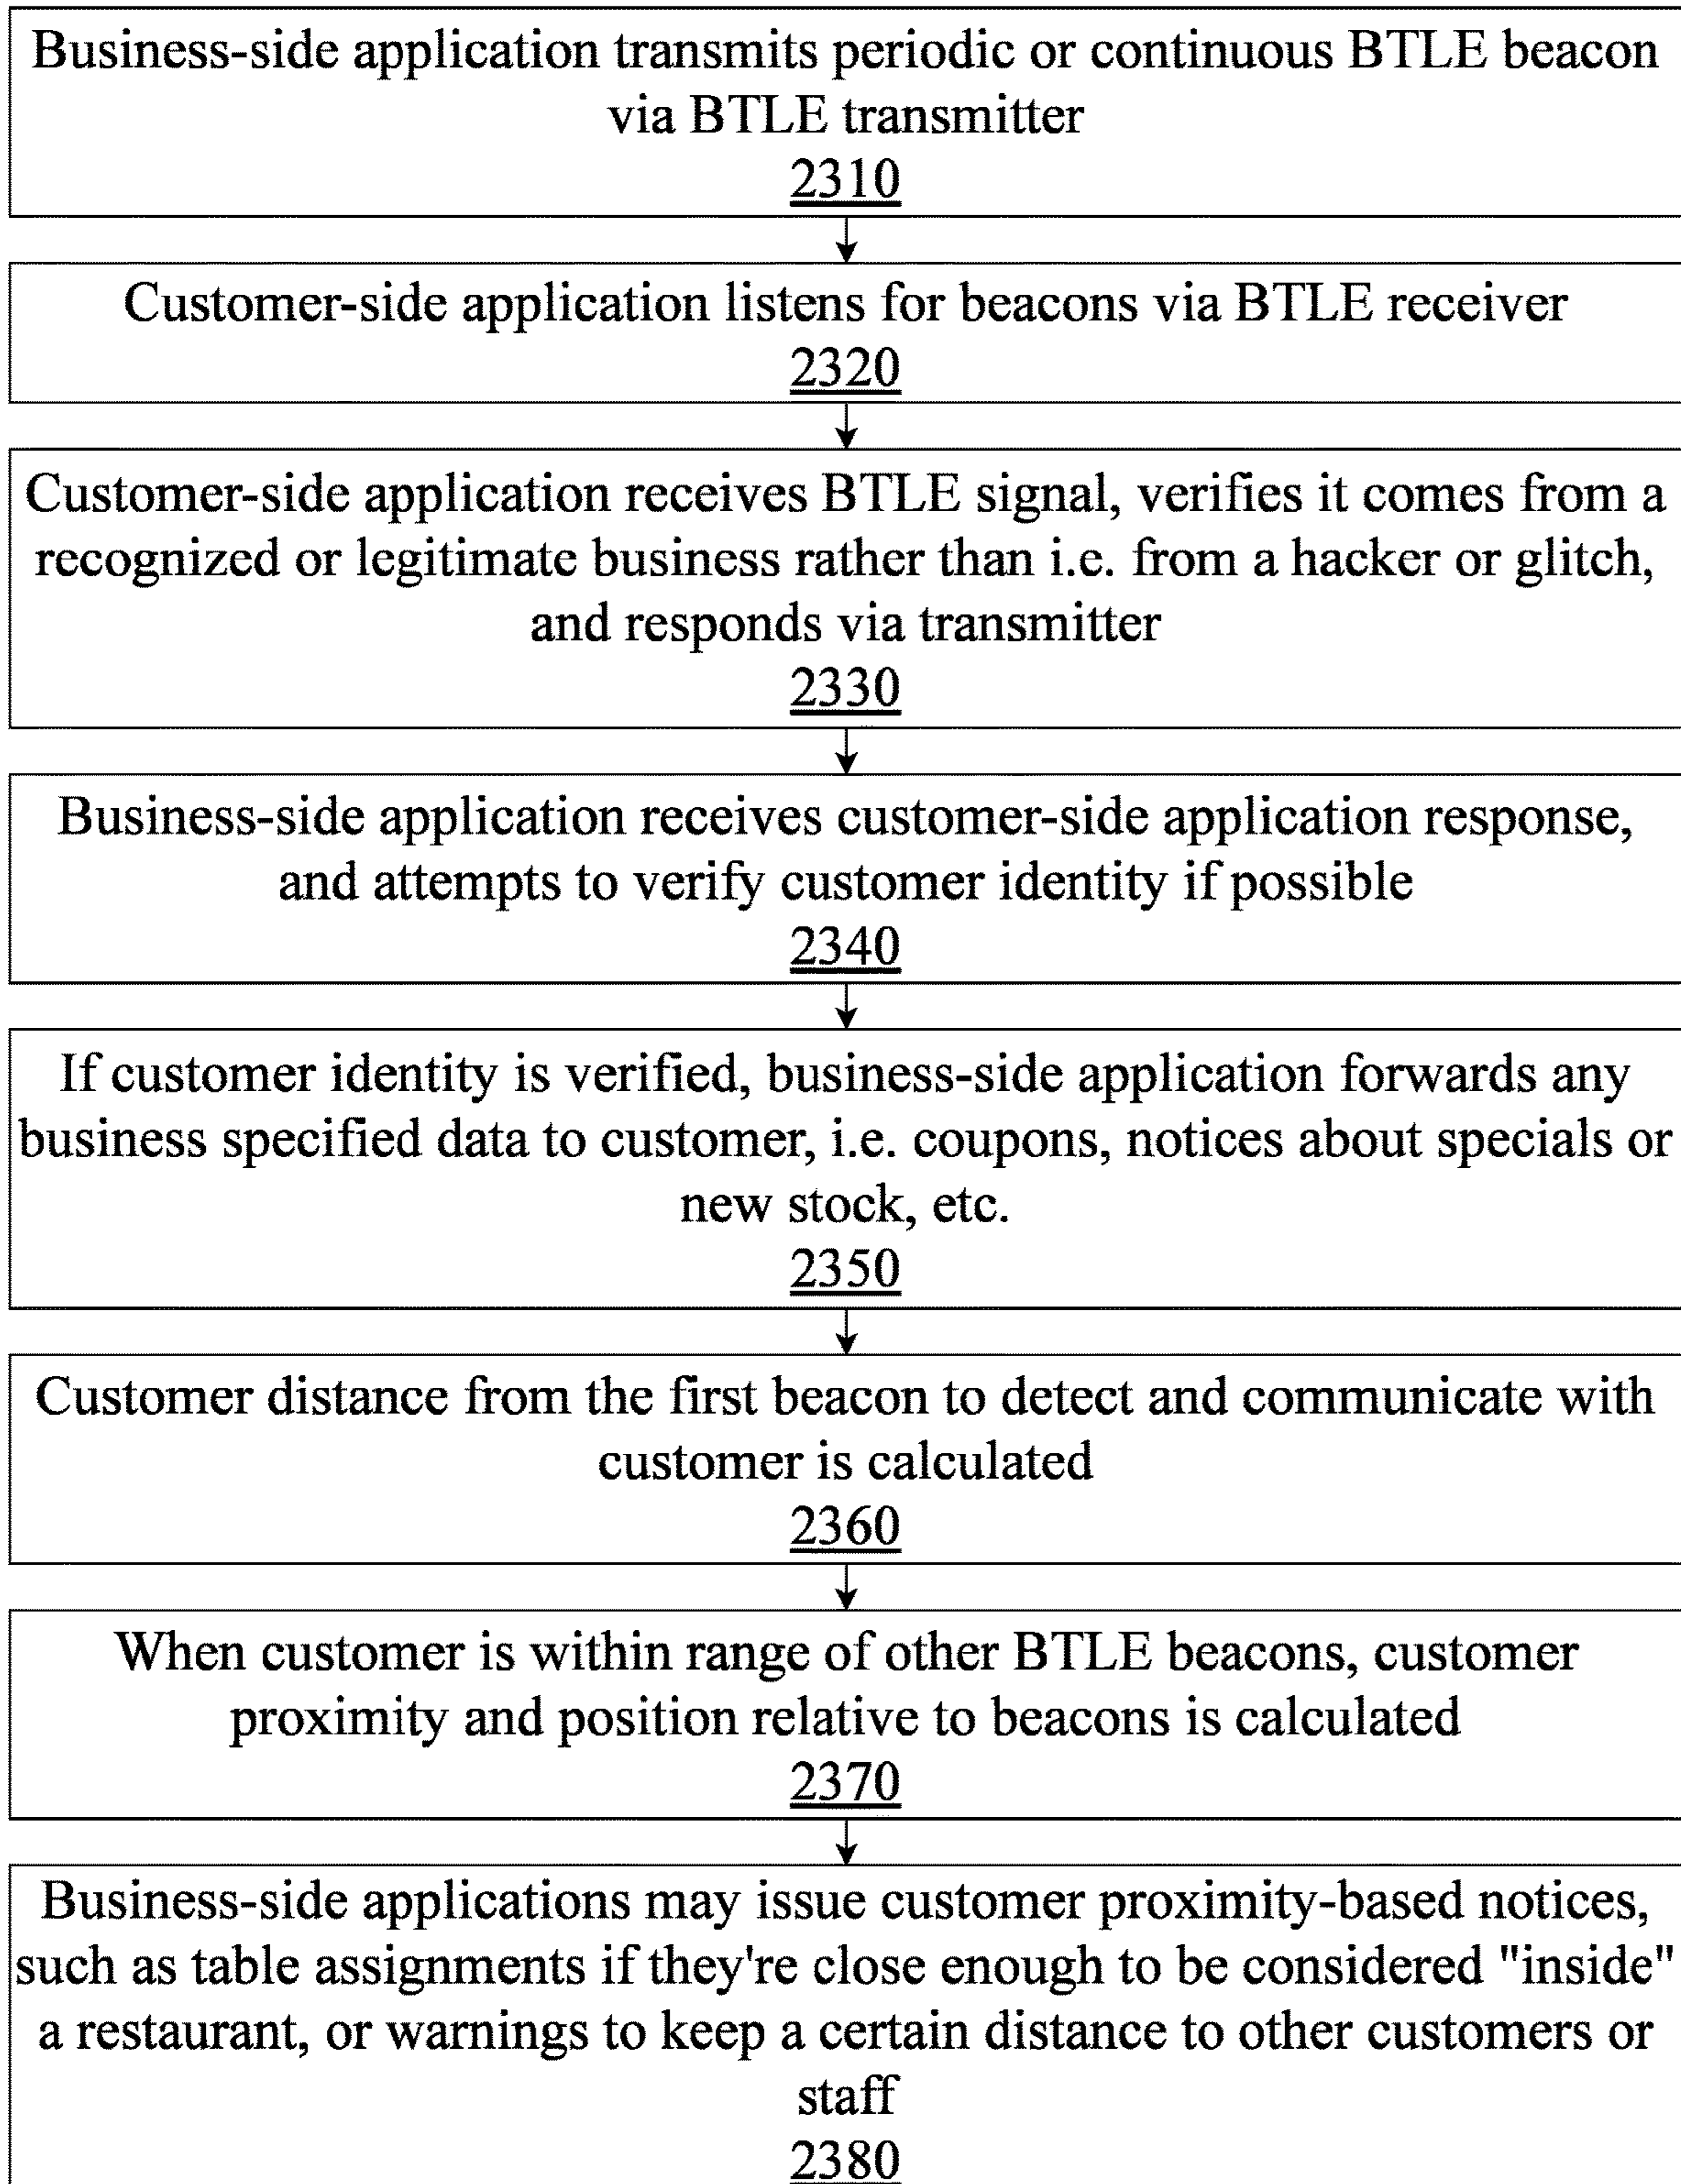 Business-side application transmits periodic or continuous BTLE beacon
via BTLE transmitter
2310
Customer-side application listens for beacons via BTLE receiver
2320
Customer-side application receives BTLE signal, verifies it comes from a
recognized or legitimate business rather than i.e. from a hacker or glitch,
and responds via transmitter
2330
Business-side application receives customer-side application response,
and attempts to verify customer identity if possible
2340
If customer identity is verified, business-side application forwards any
business specified data to customer, i.e. coupons, notices about specials or
new stock, etc.
2350
Customer distance from the first beacon to detect and communicate with
customer is calculated
2360
When customer is within range of other BTLE beacons, customer
proximity and position relative to beacons is calculated
2370
Business-side applications may issue customer proximity-based notices,
such as table assignments if they're close enough to be considered "inside"
a restaurant, or warnings to keep a certain distance to other customers or
staff
2380